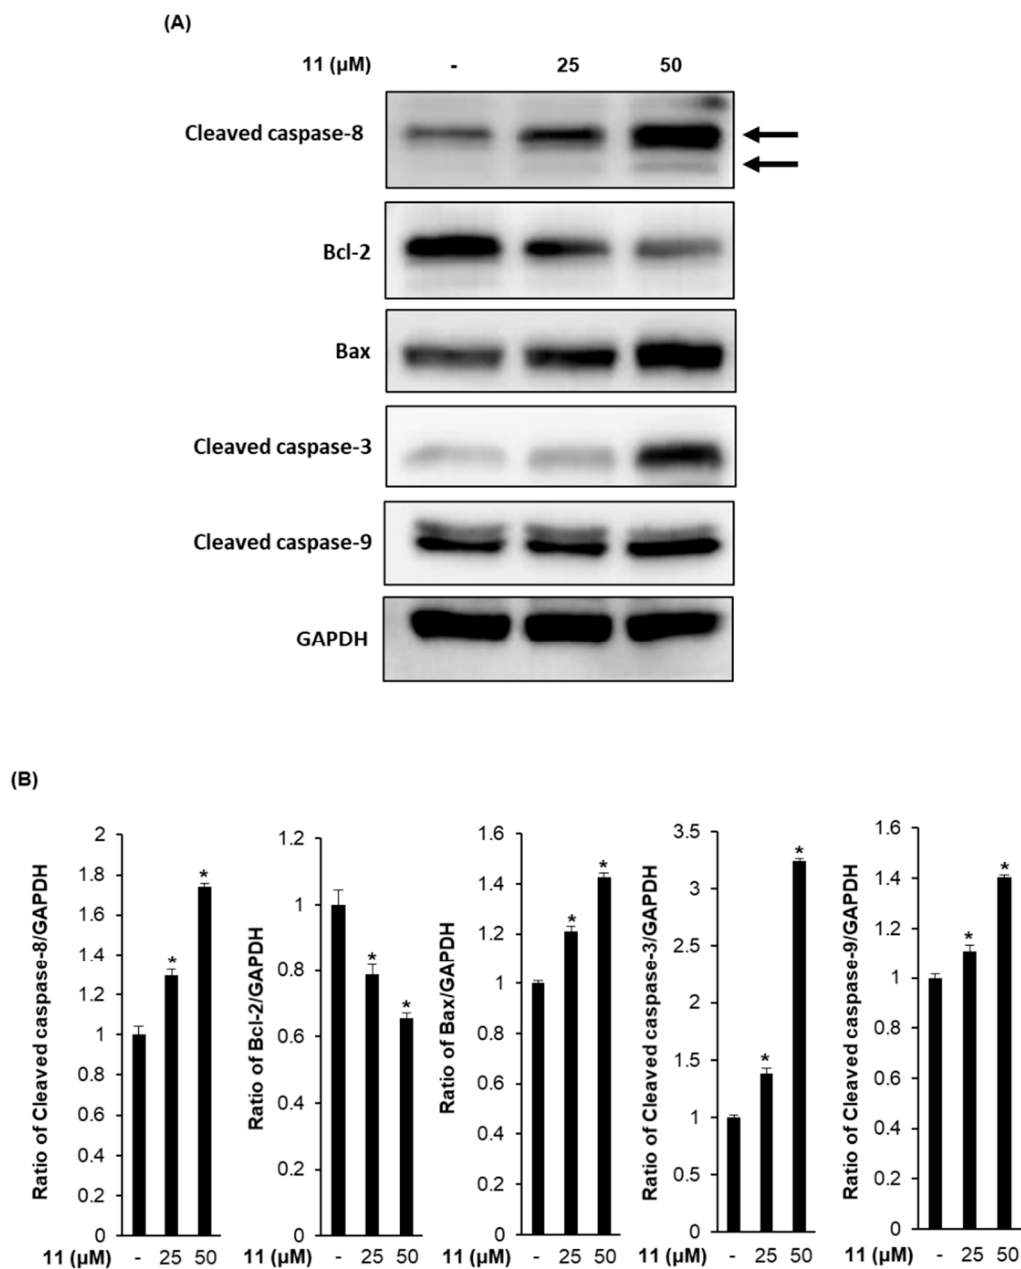 (A)
11 (µM) - 25 50
Cleaved caspase-8
Bcl-2
Bax
Cleaved caspase-3
Cleaved caspase-9
GAPDH
(B)
Ratio of Cleaved caspase-8/GAPDH
2
1.8
1.6
1.4
1.2
1
0.8
0.6
0.4
0.2
0
* *
11 (µM) - 25 50
Ratio of Bcl-2/GAPDH
1.2
1
0.8
0.6
0.4
0.2
0
* *
11 (µM) - 25 50
Ratio of Bax/GAPDH
1.6
1.4
1.2
1
0.8
0.6
0.4
0.2
0
* *
11 (µM) - 25 50
Ratio of Cleaved caspase-3/GAPDH
3.5
3
2.5
2
1.5
1
0.5
0
* *
11 (µM) - 25 50
Ratio of Cleaved caspase-9/GAPDH
1.6
1.4
1.2
1
0.8
0.6
0.4
0.2
0
* *
11 (µM) - 25 50